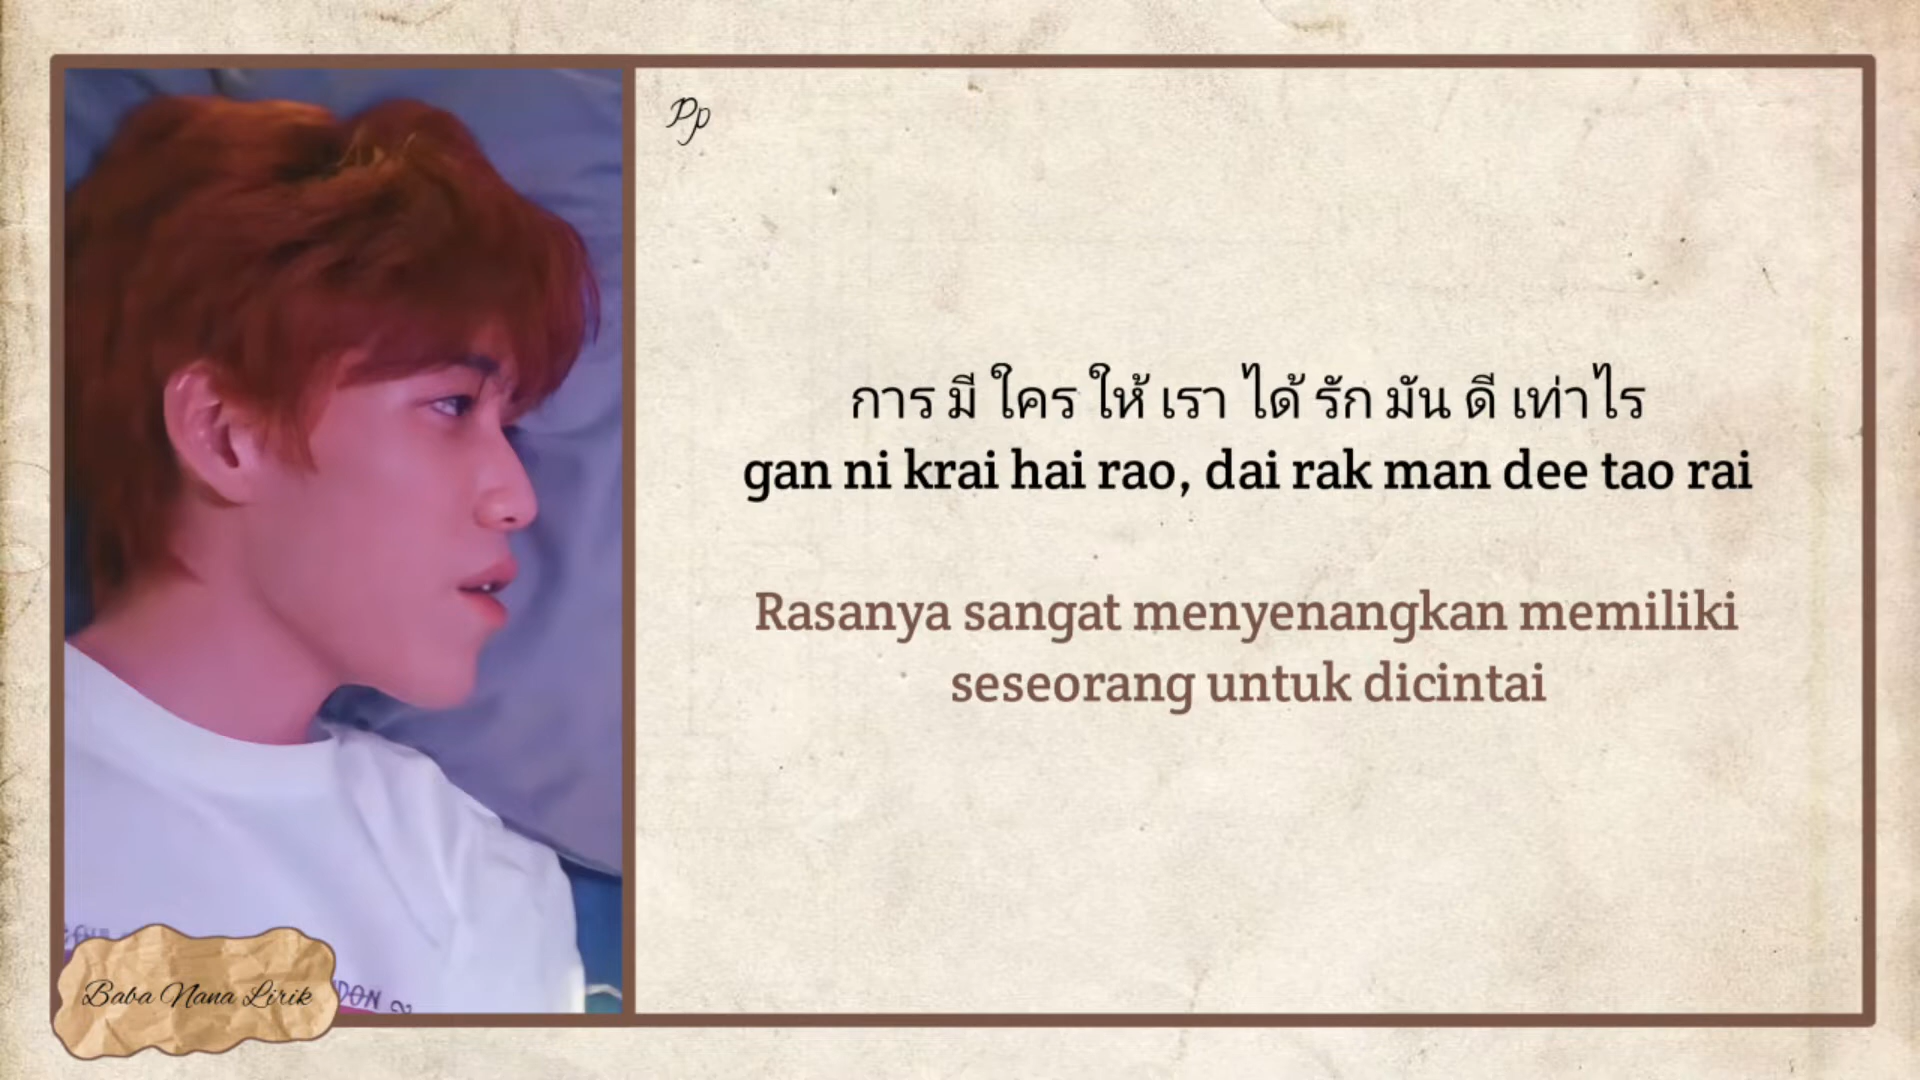 Pp
การ มี ใคร ให้ เรา ได้ รัก มัน ดี เท่าไร
gan ni krai hai rao, dai rak man dee tao rai
Rasanya sangat menyenangkan memiliki
seseorang untuk dicintai
Baba Nana Lirik